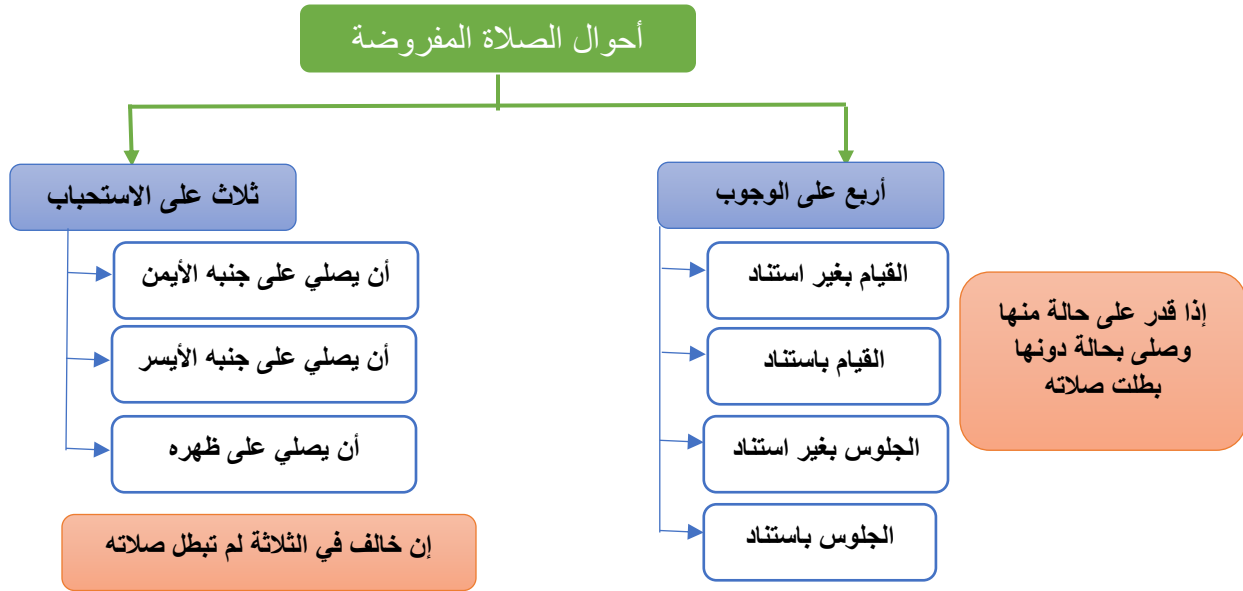 أحوال الصلاة المفروضة
أربع على الوجوب
القيام بغير استناد
القيام باستناد
الجلوس بغير استناد
الجلوس باستناد
إذا قدر على حالة منها
وصلى بحالة دونها
بطلت صلاته
ثلاث على الاستحباب
أن يصلي على جنبه الأيمن
أن يصلي على جنبه الأيسر
أن يصلي على ظهره
إن خالف في الثلاثة لم تبطل صلاته